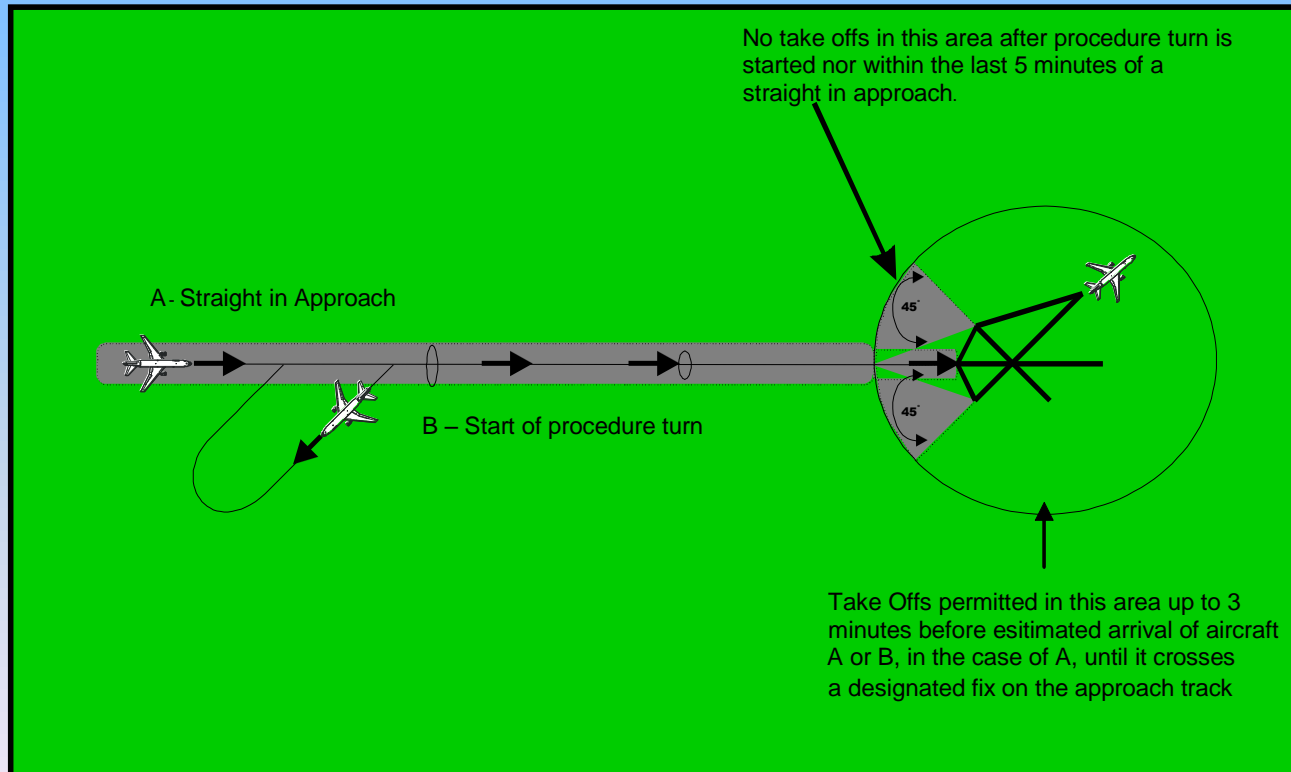 No take offs in this area after procedure turn is
started nor within the last 5 minutes of a
straight in approach.
A- Straight in Approach
45°
B – Start of procedure turn
45°
Take Offs permitted in this area up to 3
minutes before esitimated arrival of aircraft
A or B, in the case of A, until it crosses
a designated fix on the approach track